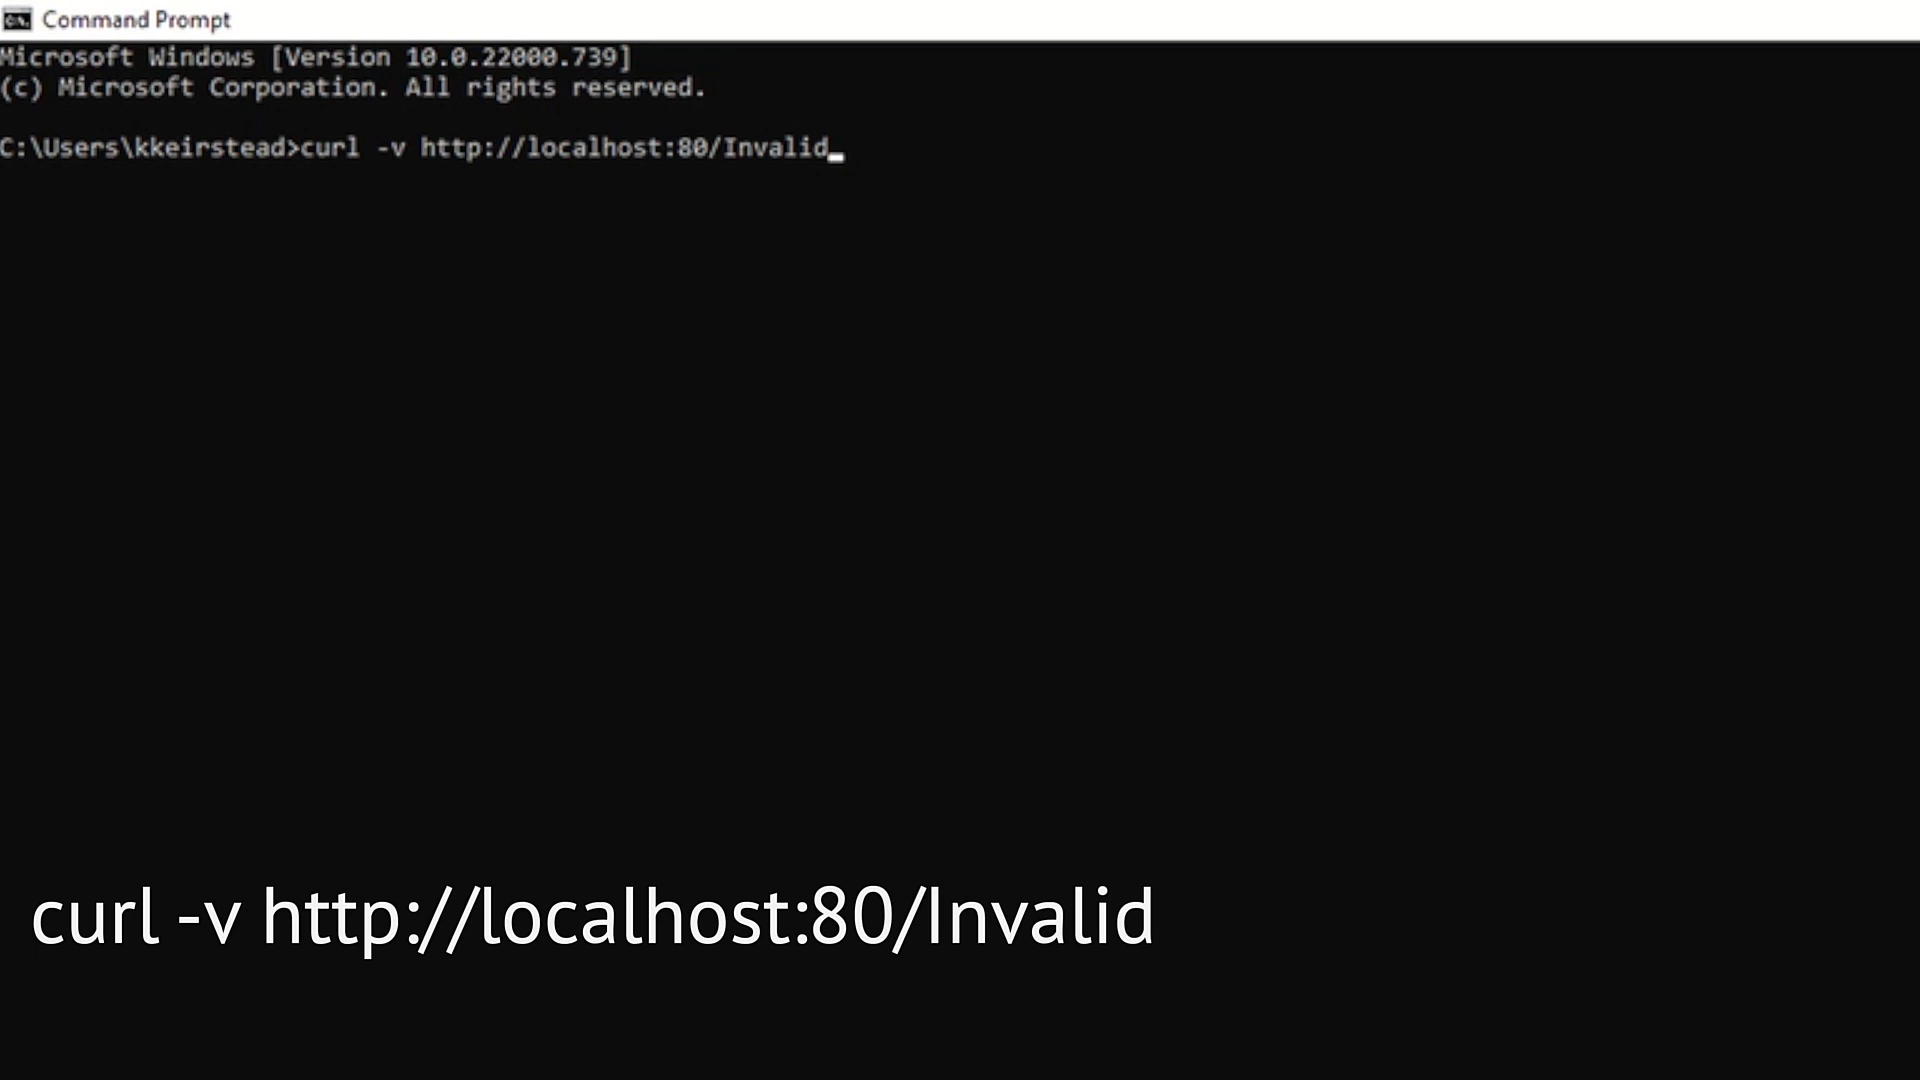 Command Prompt
Microsoft Windows [Version 10.0.22000.739]
(c) Microsoft Corporation. All rights reserved.
C:\Users\kkeirstead>curl -v http://localhost:80/Invalid
curl -v http://localhost:80/Invalid